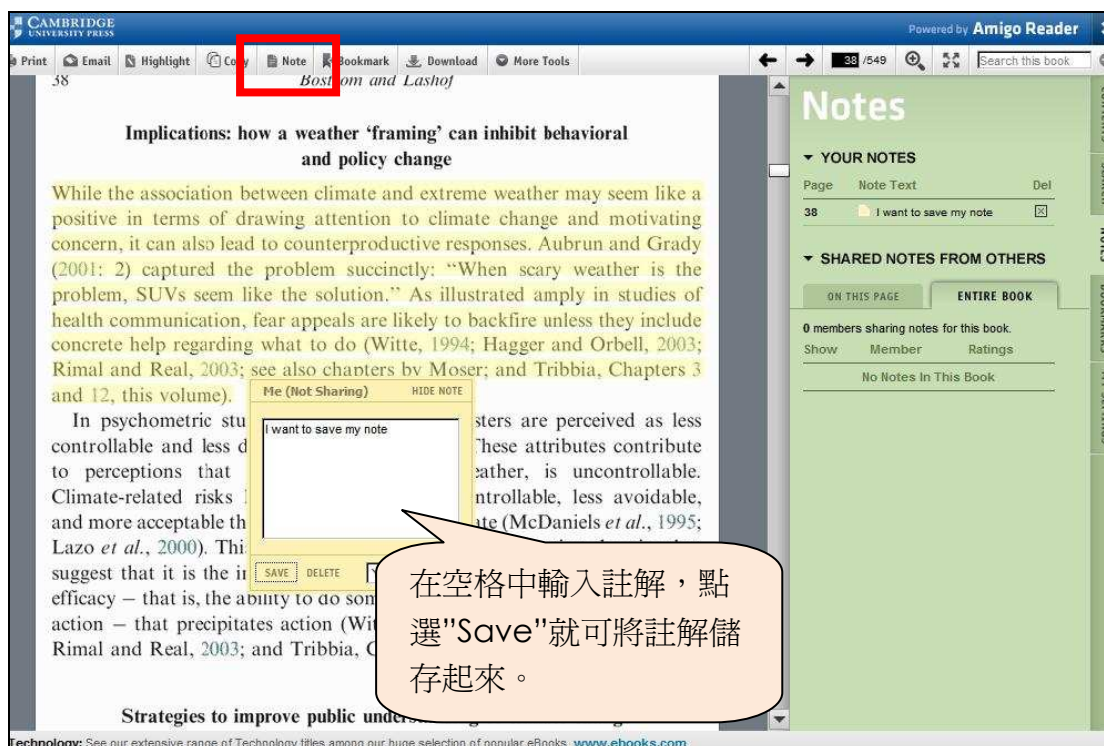 CAMBRIDGE
UNIVERSITY PRESS
Powered by Amigo Reader
Print Email Highlight Copy Note Bookmark Download More Tools
38 /549 Search this book
38 Bostrom and Lashof
Implications: how a weather ‘framing’ can inhibit behavioral
and policy change
While the association between climate and extreme weather may seem like a
positive in terms of drawing attention to climate change and motivating
concern, it can also lead to counterproductive responses. Aubrun and Grady
(2001: 2) captured the problem succinctly: “When scary weather is the
problem, SUVs seem like the solution.” As illustrated amply in studies of
health communication, fear appeals are likely to backfire unless they include
concrete help regarding what to do (Witte, 1994; Hagger and Orbell, 2003;
Rimal and Real, 2003; see also chapters by Moser; and Tribbia, Chapters 3
and 12, this volume).
In psychometric stu sters are perceived as less
controllable and less d These attributes contribute
to perceptions that eather, is uncontrollable.
Climate-related risks ntrollable, less avoidable,
and more acceptable th ate (McDaniels et al., 1995;
Lazo et al., 2000). Thi
suggest that it is the i
efficacy – that is, the ability to do som
action – that precipitates action (Wit
Rimal and Real, 2003; and Tribbia, C
Strategies to improve public
Me (Not Sharing) HIDE NOTE
I want to save my note
SAVE DELETE
在空格中輸入註解，點
選”Save”就可將註解儲
存起來。
Notes
YOUR NOTES
Page Note Text Del
38 I want to save my note
SHARED NOTES FROM OTHERS
ON THIS PAGE ENTIRE BOOK
0 members sharing notes for this book.
Show Member Ratings
No Notes In This Book
Technology: See our extensive range of Technology titles among our huge selection of popular eBooks. www.ebooks.com